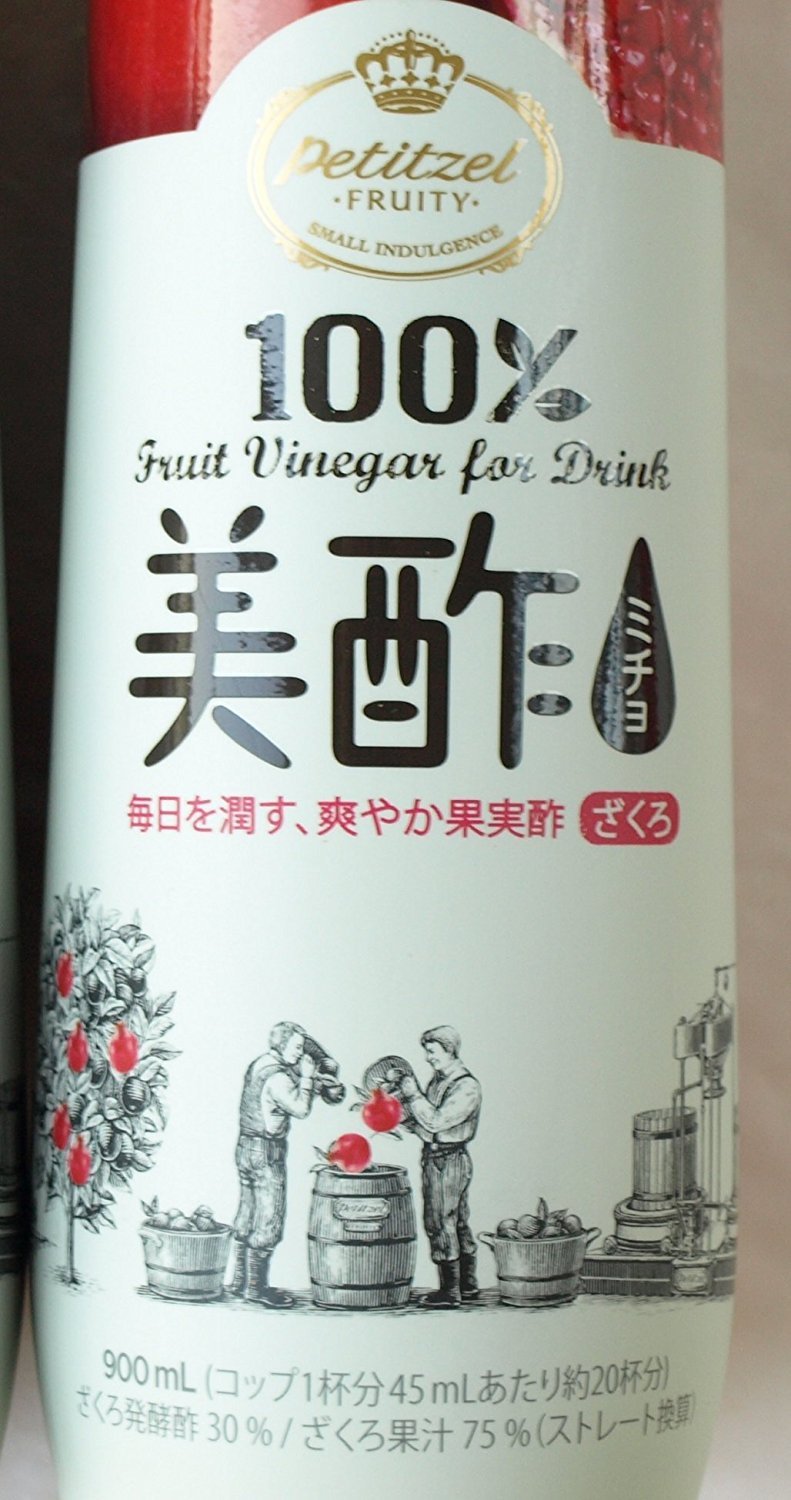 Petitzel
·FRUITY·
SMALL INDULGENCE
100%
Fruit Vinegar for Drink
美酢
ミチョ
毎日を潤す、爽やか果実酢 ざくろ
Petitzel
900mL (コップ1杯分45mLあたり約20杯分)
ざくろ発酵酢 30% / ざくろ果汁 75%(ストレート換算)